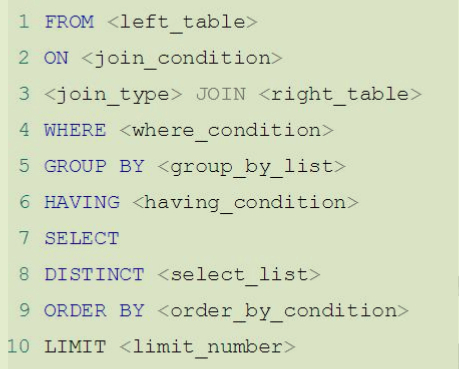 1 FROM <left_table>
2 ON <join_condition>
3 <join_type> JOIN <right_table>
4 WHERE <where_condition>
5 GROUP BY <group_by_list>
6 HAVING <having_condition>
7 SELECT
8 DISTINCT <select_list>
9 ORDER BY <order_by_condition>
10 LIMIT <limit_number>